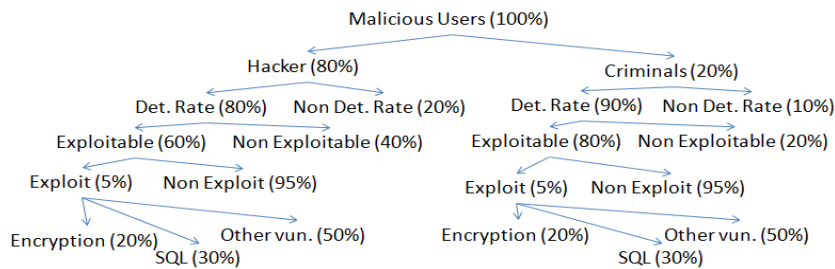 Malicious Users (100%)
Hacker (80%) Criminals (20%)
Det. Rate (80%) Non Det. Rate (20%) Det. Rate (90%) Non Det. Rate (10%)
Exploitable (60%) Non Exploitable (40%) Exploitable (80%) Non Exploitable (20%)
Exploit (5%) Non Exploit (95%) Exploit (5%) Non Exploit (95%)
Encryption (20%) Other vun. (50%) Encryption (20%) Other vun. (50%)
SQL (30%) SQL (30%)